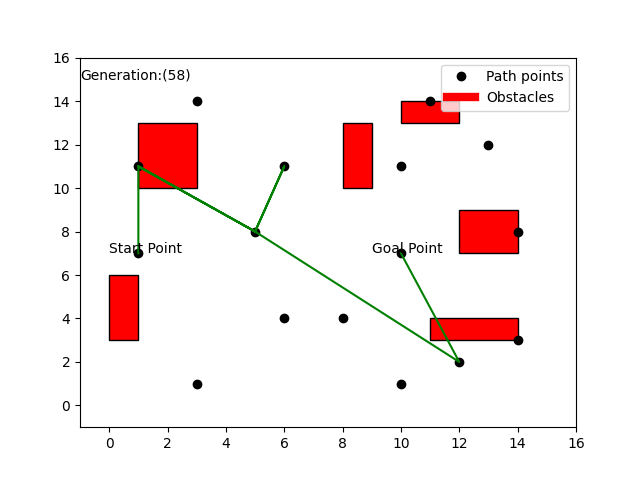 16
Generation:(58)
Path points
Obstacles
14
12
10
8
Start Point
Goal Point
6
4
2
0
0 2 4 6 8 10 12 14 16